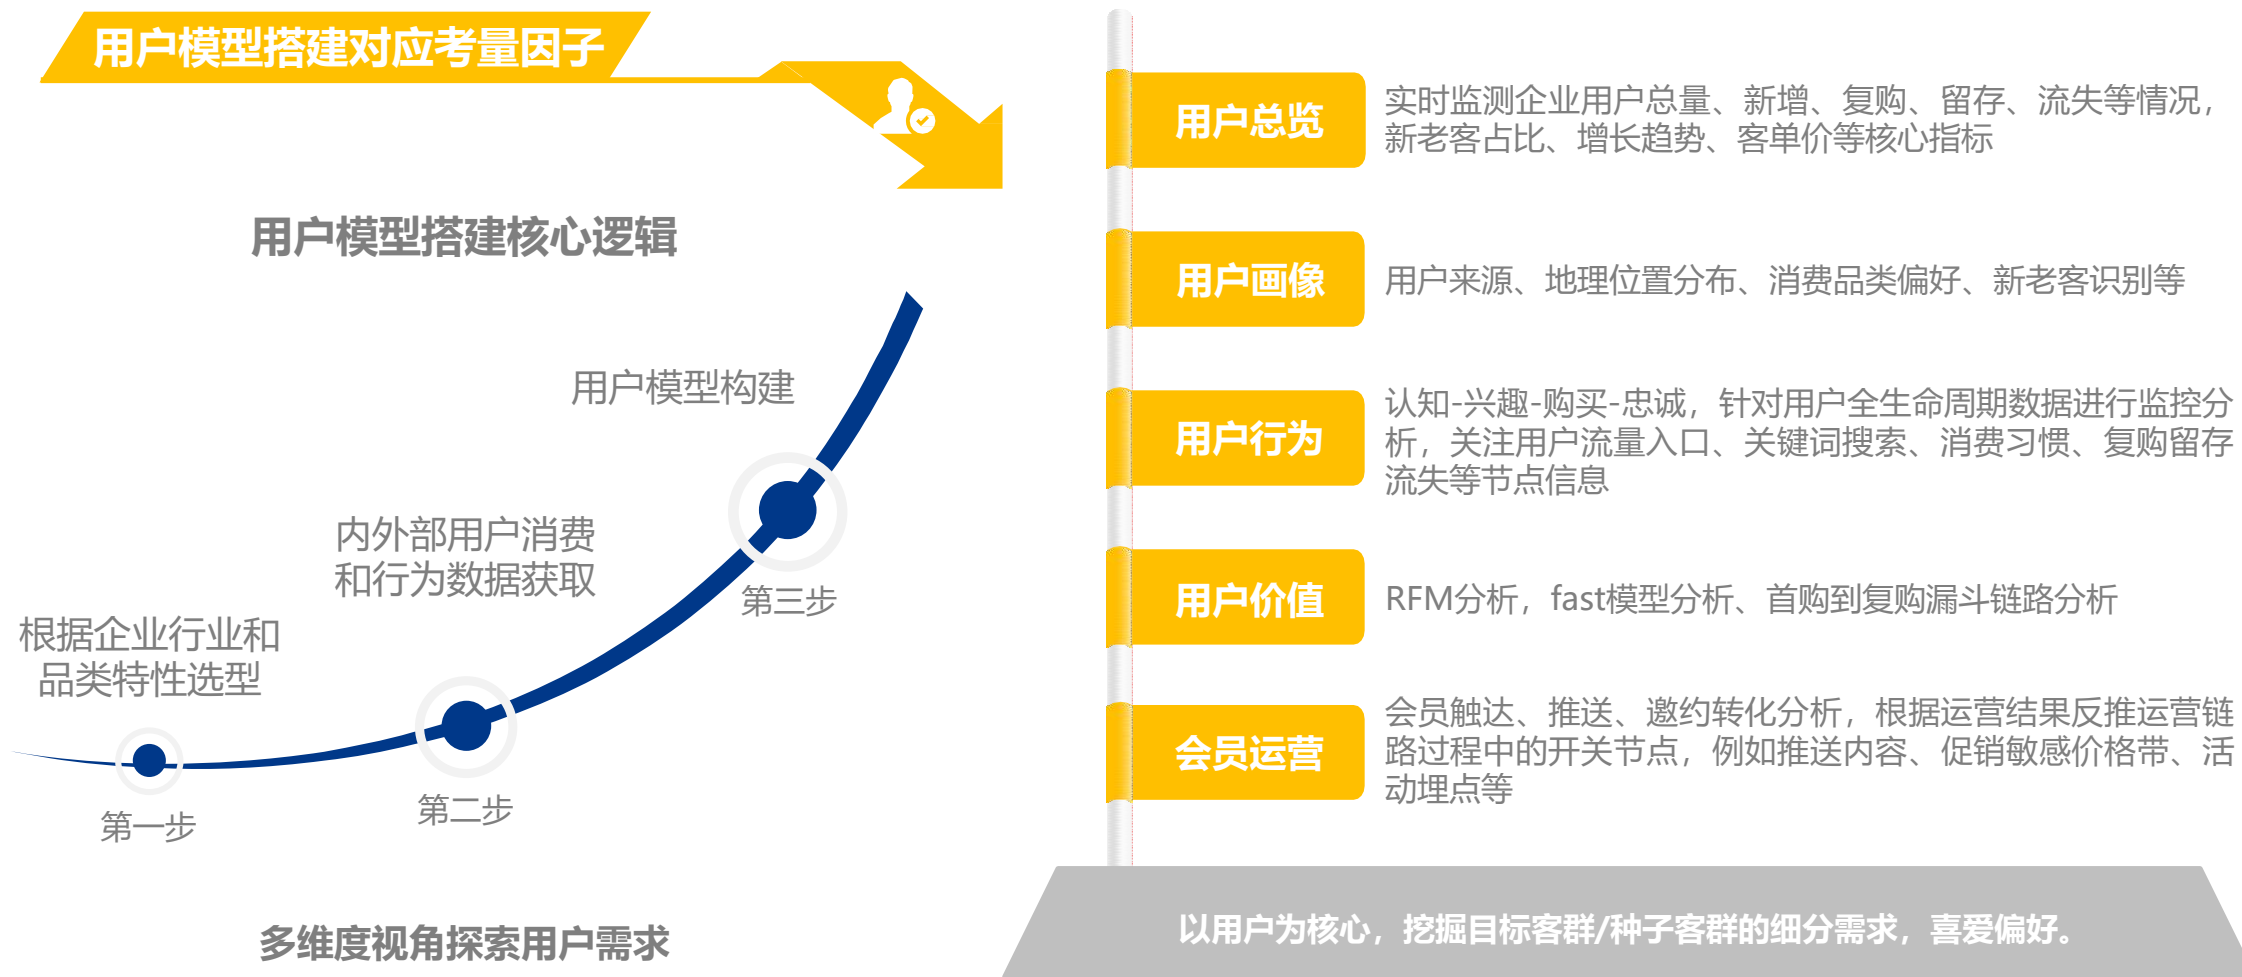 用户模型搭建对应考量因子
用户模型搭建核心逻辑
用户模型构建
内外部用户消费
和行为数据获取
根据企业行业和
品类特性选型
第三步
第二步
第一步
多维度视角探索用户需求
用户总览
实时监测企业用户总量、新增、复购、留存、流失等情况，
新老客占比、增长趋势、客单价等核心指标
用户画像
用户来源、地理位置分布、消费品类偏好、新老客识别等
用户行为
认知-兴趣-购买-忠诚，针对用户全生命周期数据进行监控分
析，关注用户流量入口、关键词搜索、消费习惯、复购留存
流失等节点信息
用户价值
RFM分析，fast模型分析、首购到复购漏斗链路分析
会员运营
会员触达、推送、邀约转化分析，根据运营结果反推运营链
路过程中的开关节点，例如推送内容、促销敏感价格带、活
动埋点等
以用户为核心，挖掘目标客群/种子客群的细分需求，喜爱偏好。